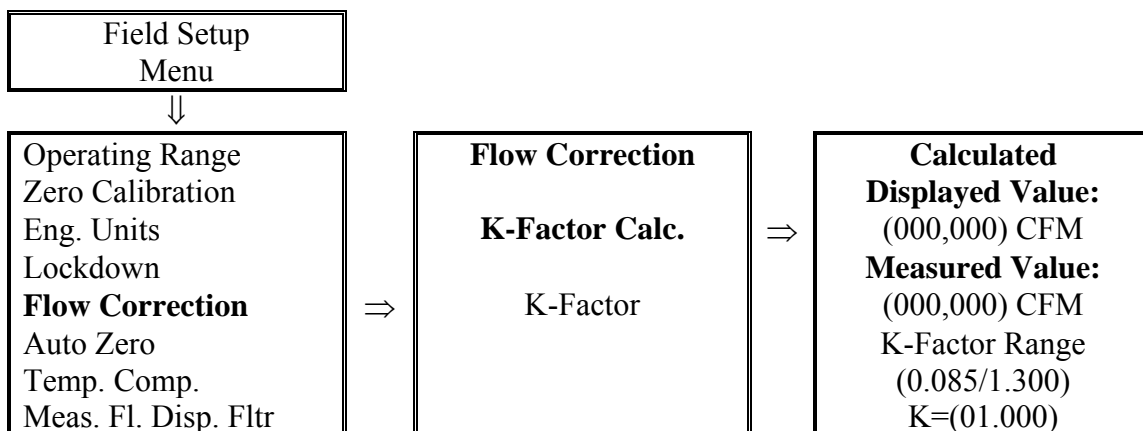 Field Setup
Menu
⇓
Operating Range
Zero Calibration
Eng. Units
Lockdown
Flow Correction
Auto Zero
Temp. Comp.
Meas. Fl. Disp. Fltr
⇒
Flow Correction
K-Factor Calc.
K-Factor
⇒
Calculated
Displayed Value:
(000,000) CFM
Measured Value:
(000,000) CFM
K-Factor Range
(0.085/1.300)
K=(01.000)